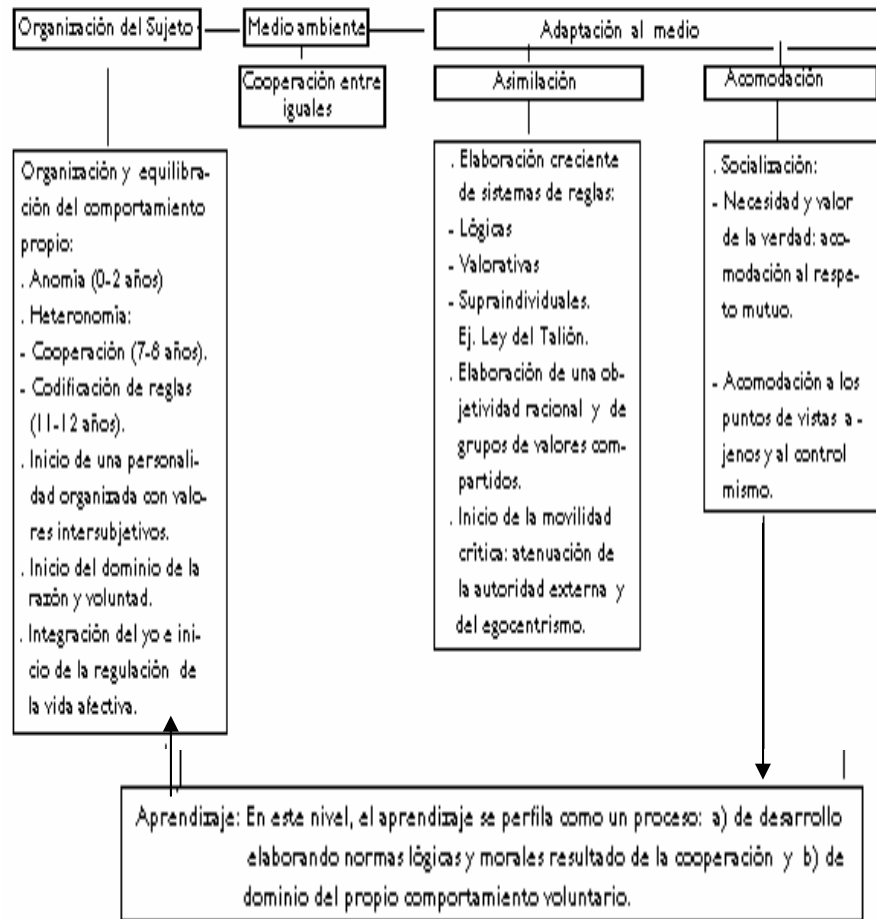 Organización del Sujeto
Medio ambiente
Adaptación al medio
Cooperación entre
iguales
Asimilación
Acomodación
Organización y equilibra-
ción del comportamiento
propio:
. Anomía (0-2 años)
. Heteronomía:
- Cooperación (7-8 años).
- Codificación de reglas
(11-12 años).
. Inicio de una personali-
dad organizada con valo-
res intersubjetivos.
. Inicio del dominio de la
razón y voluntad.
. Integración del yo e ini-
cio de la regulación de
la vida afectiva.
. Elaboración creciente
de sistemas de reglas:
- Lógicas
- Valorativas
- Supraindividuales.
Ej. Ley del Talión.
. Elaboración de una ob-
jetividad racional y de
grupos de valores com-
partidos.
. Inicio de la movilidad
crítica: atenuación de
la autoridad externa y
del egocentrismo.
. Socialización:
- Necesidad y valor
de la verdad: aco-
modación al respe-
to mutuo.
- Acomodación a los
puntos de vistas a-
jenos y al control
mismo.
Aprendizaje: En este nivel, el aprendizaje se perfila como un proceso: a) de desarrollo
elaborando normas lógicas y morales resultado de la cooperación y b) de
dominio del propio comportamiento voluntario.